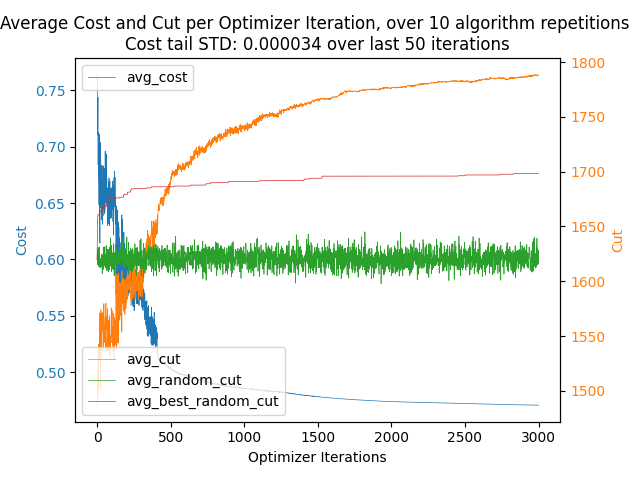 Average Cost and Cut per Optimizer Iteration, over 10 algorithm repetitions
Cost tail STD: 0.000034 over last 50 iterations
avg_cost
0.75
0.70
0.65
0.60
0.55
0.50
Cost
1800
1750
1700
1650
1600
1550
1500
Cut
avg_cut
avg_random_cut
avg_best_random_cut
0
500
1000
1500
2000
2500
3000
Optimizer Iterations